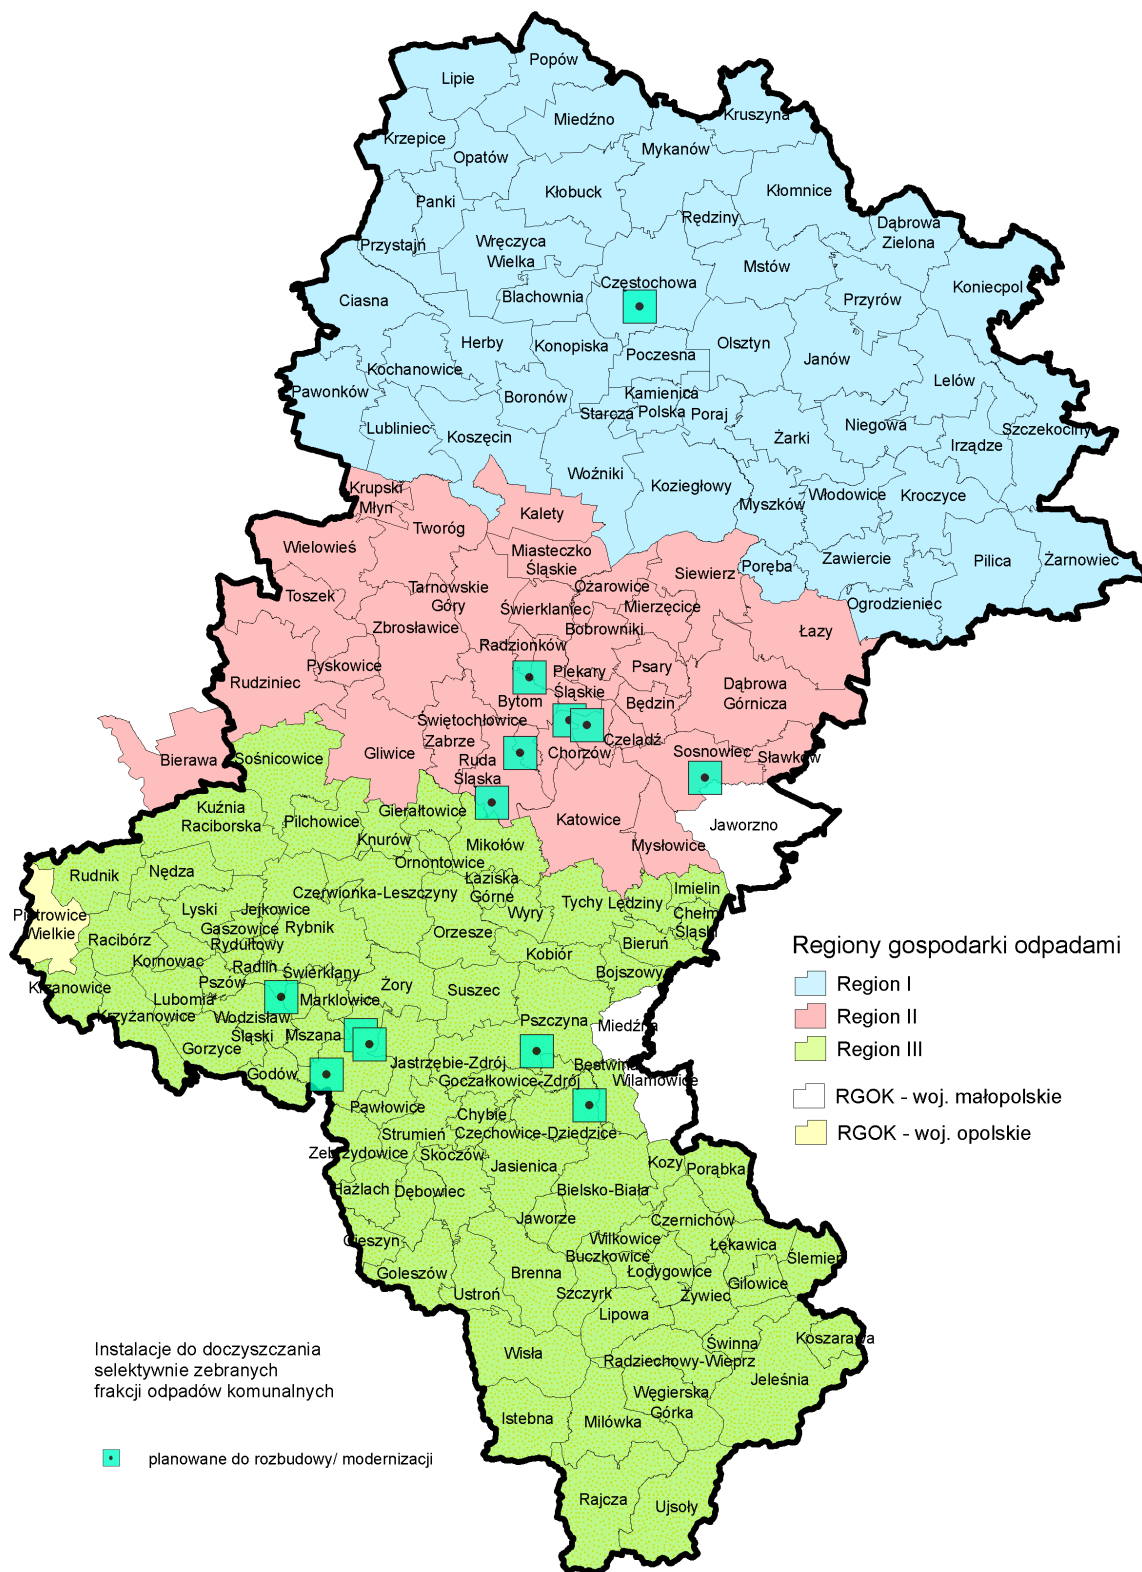 Popów
Lipie
Kruszyna
Miedźno
Krzepice
Mykanów
Opatów
Kłobuck
Kłomnice
Panki
Rędziny
Dąbrowa
Zielona
Przystajń
Wręczyca
Wielka
Mstów
Częstochowa
Koniecpol
Blachownia
Ciasna
Przyrów
Herby
Konopiska
Olsztyn
Poczesna
Janów
Kochanowice
Lelów
Pawonków
Boronów
Kamienica
Polska
Starcza
Poraj
Lubliniec
Koszęcin
Żarki
Niegowa
Irządze
Szczekociny
Woźniki
Koziegłowy
Krupski
Młyn
Myszków
Włodowice
Kroczyce
Tworóg
Kalety
Wielowieś
Miasteczko
Śląskie
Siewierz
Poręba
Zawiercie
Pilica
Żarnowiec
Toszek
Tarnowskie
Góry
Ożarowice
Świerklaniec
Mierzęcice
Ogrodzieniec
Zbrosławice
Bobrowniki
Łazy
Radzionków
Pyskowice
Piekary
Śląskie
Psary
Rudziniec
Dąbrowa
Górnicza
Bytom
Będzin
Świętochłowice
Zabrze
Czeladź
Bierawa
Sośnicowice
Gliwice
Ruda
Śląska
Chorzów
Sosnowiec
Sławków
Kuźnia
Raciborska
Pilchowice
Gierałtowice
Katowice
Jaworzno
Knurów
Mikołów
Mysłowice
Rudnik
Nędza
Ornontowice
Łaziska
Górne
Imielin
Czerwionka-Leszczyny
Tychy
Lędziny
Pietrowice
Wielkie
Lyski
Jejkowice
Wyry
Chełm
Śląski
Gaszowice
Rybnik
Racibórz
Rydułtowy
Orzesze
Bieruń
Kornowac
Kobiór
Radlin
Świerklany
Bojszowy
Krzanowice
Pszów
Żory
Suszec
Lubomia
Marklowice
Krzyżanowice
Wodzisław
Śląski
Pszczyna
Miedźna
Mszana
Gorzyce
Jastrzębie-Zdrój
Bestwina
Godów
Goczałkowice-Zdrój
Wilamowice
Pawłowice
Chybie
Strumień
Czechowice-Dziedzice
Zebrzydowice
Skoczów
Jasienica
Kozy
Porąbka
Hażlach
Dębowiec
Bielsko-Biała
Jaworze
Czernichów
Cieszyn
Wilkowice
Łękawica
Buczkowice
Ślemień
Goleszów
Brenna
Łodygowice
Gilowice
Ustroń
Szczyrk
Żywiec
Lipowa
Koszarawa
Świnna
Wisła
Radziechowy-Wieprz
Jeleśnia
Węgierska
Górka
Istebna
Milówka
Rajcza
Ujsoły
Regiony gospodarki odpadami
Region I
Region II
Region III
RGOK - woj. małopolskie
RGOK - woj. opolskie
Instalacje do doczyszczania
selektywnie zebranych
frakcji odpadów komunalnych
planowane do rozbudowy/ modernizacji